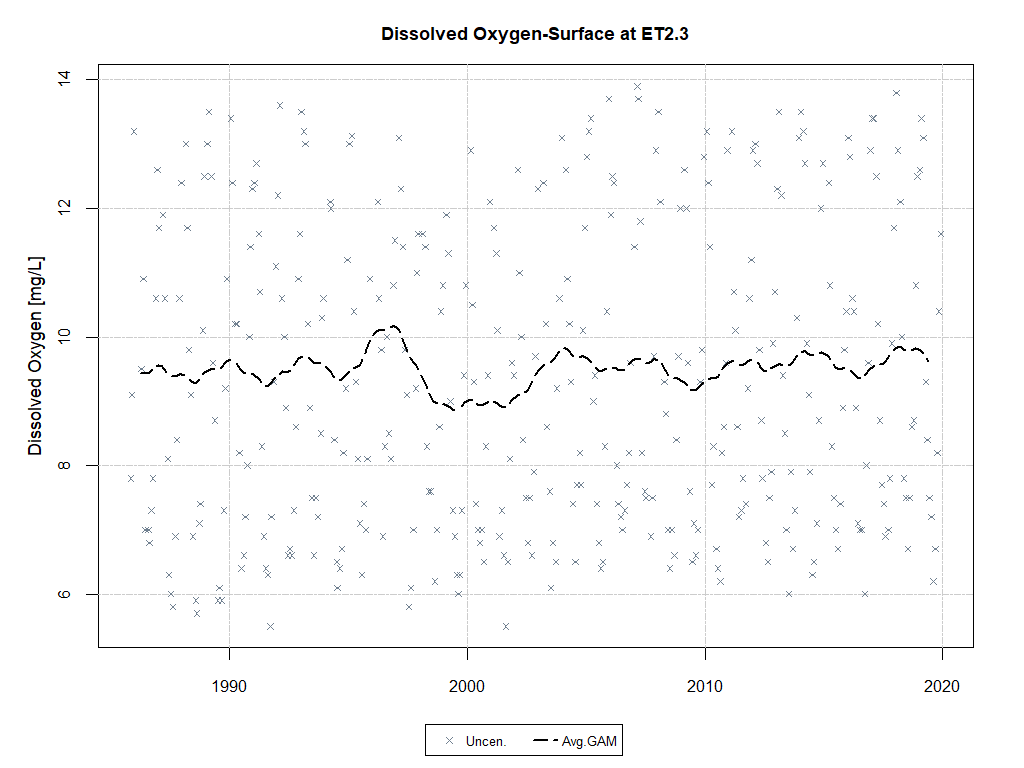 Dissolved Oxygen-Surface at ET2.3
Dissolved Oxygen [mg/L]
14
12
10
8
6
1990
2000
2010
2020
Uncen.
Avg.GAM